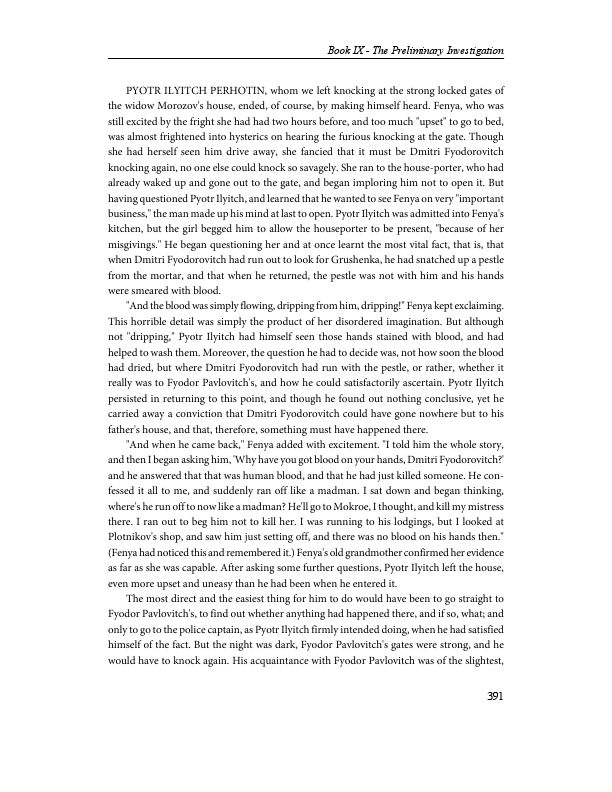 Book IX - The Preliminary Investigation
PYOTR ILYITCH PERHOTIN, whom we left knocking at the strong locked gates of
the widow Morozov's house, ended, of course, by making himself heard. Fenya, who was
still excited by the fright she had had two hours before, and too much "upset" to go to bed,
was almost frightened into hysterics on hearing the furious knocking at the gate. Though
she had herself seen him drive away, she fancied that it must be Dmitri Fyodorovitch
knocking again, no one else could knock so savagely. She ran to the house-porter, who had
already waked up and gone out to the gate, and began imploring him not to open it. But
having questioned Pyotr Ilyitch, and learned that he wanted to see Fenya on very "important
business," the man made up his mind at last to open. Pyotr Ilyitch was admitted into Fenya's
kitchen, but the girl begged him to allow the houseporter to be present, "because of her
misgivings." He began questioning her and at once learnt the most vital fact, that is, that
when Dmitri Fyodorovitch had run out to look for Grushenka, he had snatched up a pestle
from the mortar, and that when he returned, the pestle was not with him and his hands
were smeared with blood.
"And the blood was simply flowing, dripping from him, dripping!" Fenya kept exclaiming.
This horrible detail was simply the product of her disordered imagination. But although
not "dripping," Pyotr Ilyitch had himself seen those hands stained with blood, and had
helped to wash them. Moreover, the question he had to decide was, not how soon the blood
had dried, but where Dmitri Fyodorovitch had run with the pestle, or rather, whether it
really was to Fyodor Pavlovitch's, and how he could satisfactorily ascertain. Pyotr Ilyitch
persisted in returning to this point, and though he found out nothing conclusive, yet he
carried away a conviction that Dmitri Fyodorovitch could have gone nowhere but to his
father's house, and that, therefore, something must have happened there.
"And when he came back," Fenya added with excitement. "I told him the whole story,
and then I began asking him, 'Why have you got blood on your hands, Dmitri Fyodorovitch?'
and he answered that that was human blood, and that he had just killed someone. He con-
fessed it all to me, and suddenly ran off like a madman. I sat down and began thinking,
where's he run off to now like a madman? He'll go to Mokroe, I thought, and kill my mistress
there. I ran out to beg him not to kill her. I was running to his lodgings, but I looked at
Plotnikov's shop, and saw him just setting off, and there was no blood on his hands then."
(Fenya had noticed this and remembered it.) Fenya's old grandmother confirmed her evidence
as far as she was capable. After asking some further questions, Pyotr Ilyitch left the house,
even more upset and uneasy than he had been when he entered it.
The most direct and the easiest thing for him to do would have been to go straight to
Fyodor Pavlovitch's, to find out whether anything had happened there, and if so, what; and
only to go to the police captain, as Pyotr Ilyitch firmly intended doing, when he had satisfied
himself of the fact. But the night was dark, Fyodor Pavlovitch's gates were strong, and he
would have to knock again. His acquaintance with Fyodor Pavlovitch was of the slightest,
391